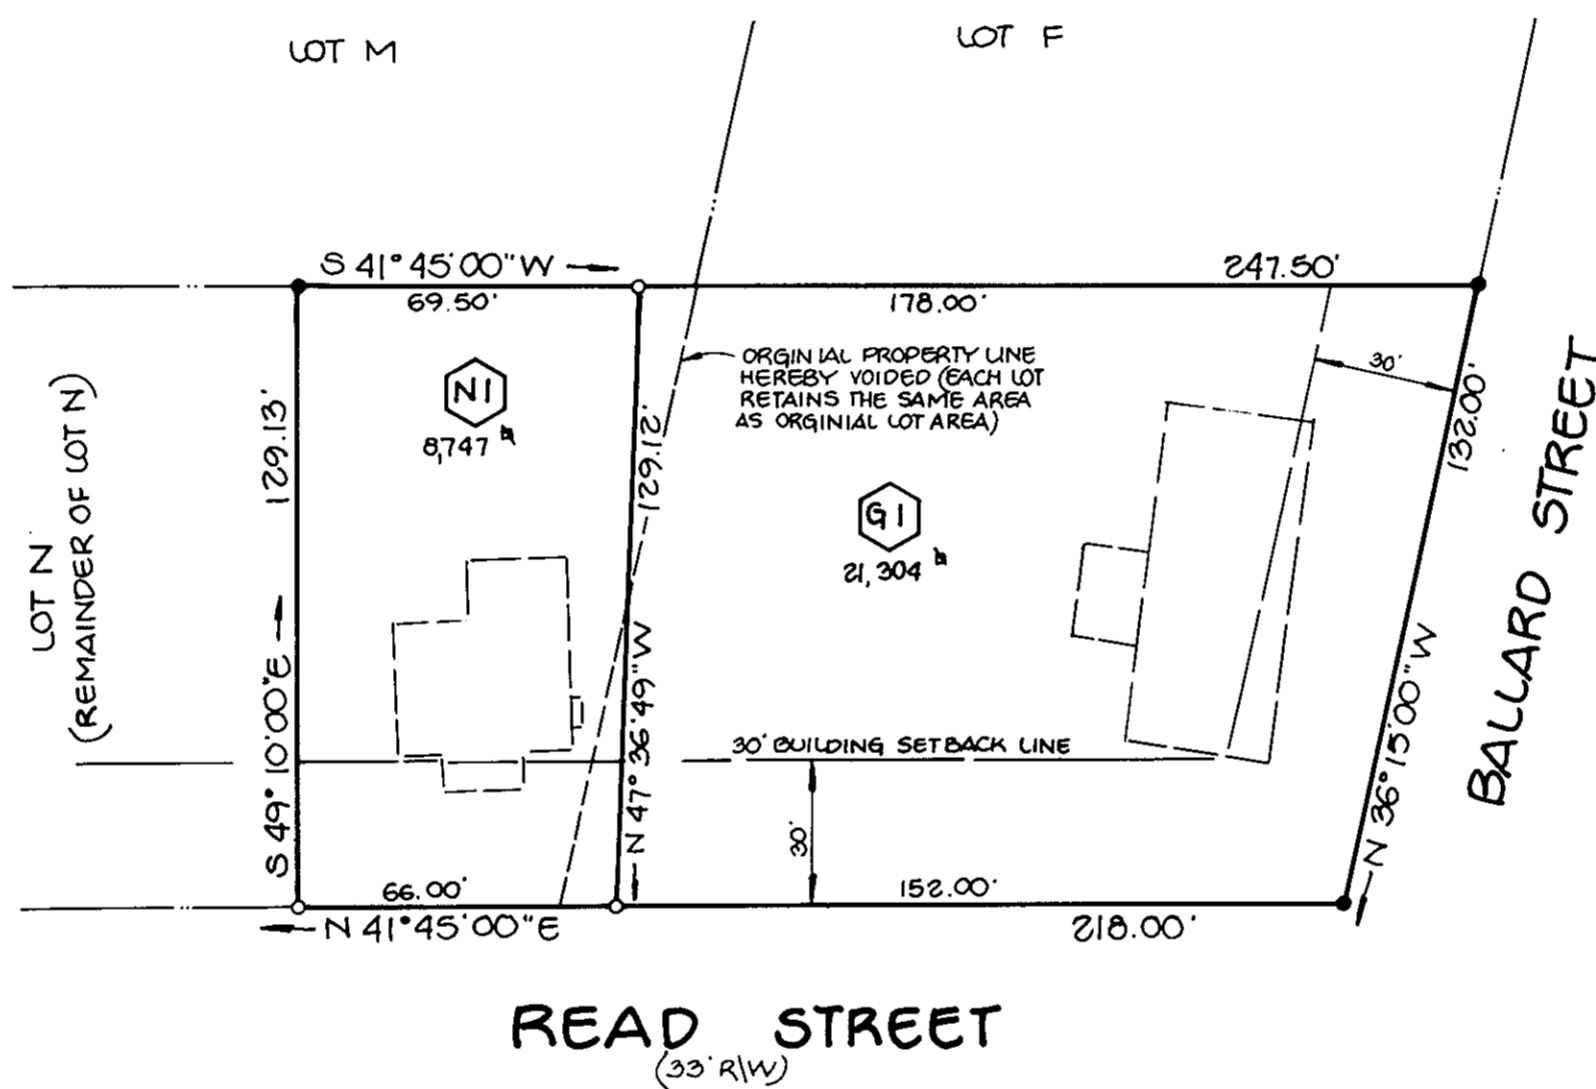 LOT M
LOT F
S 41° 45' 00" W
247.50'
69.50'
178.00'
ORGINIAL PROPERTY LINE
HEREBY VOIDED (EACH LOT
RETAINS THE SAME AREA
AS ORGINIAL LOT AREA)
30'
N1
8,747
129.13'
129.12'
132.00'
G1
21,304
LOT N
(REMAINDER OF LOT N)
BALLARD STREET
S 49° 10' 00" E
N 47° 36' 49" W
30' BUILDING SETBACK LINE
N 36° 15' 00" W
30'
66.00'
152.00'
N 41° 45' 00" E
218.00'
READ STREET
(33' R|W)